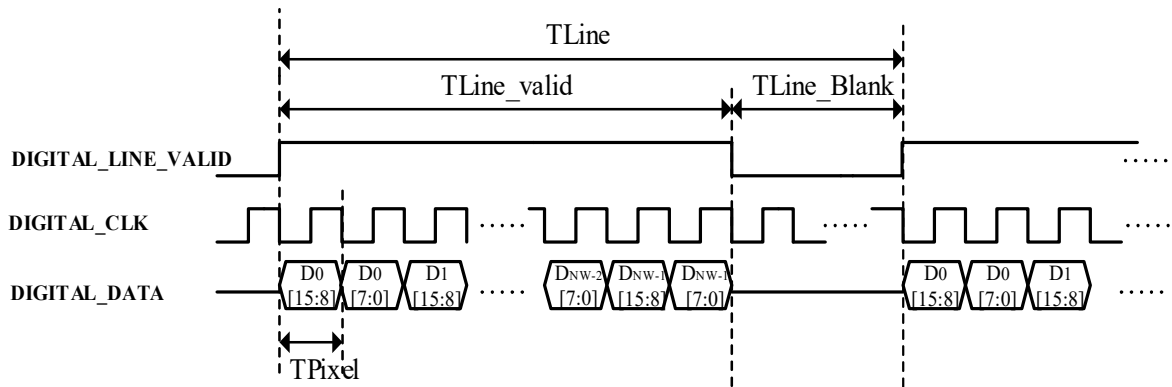 TLine
TLine_valid TLine_Blank
DIGITAL_LINE_VALID ·····
DIGITAL_CLK ····· ····· ·····
DIGITAL_DATA D0 [15:8] D0 [7:0] D1 [15:8] ····· DNW-2 [7:0] DNW-1 [15:8] DNW-1 [7:0] D0 [15:8] D0 [7:0] D1 [15:8] ·····
TPixel